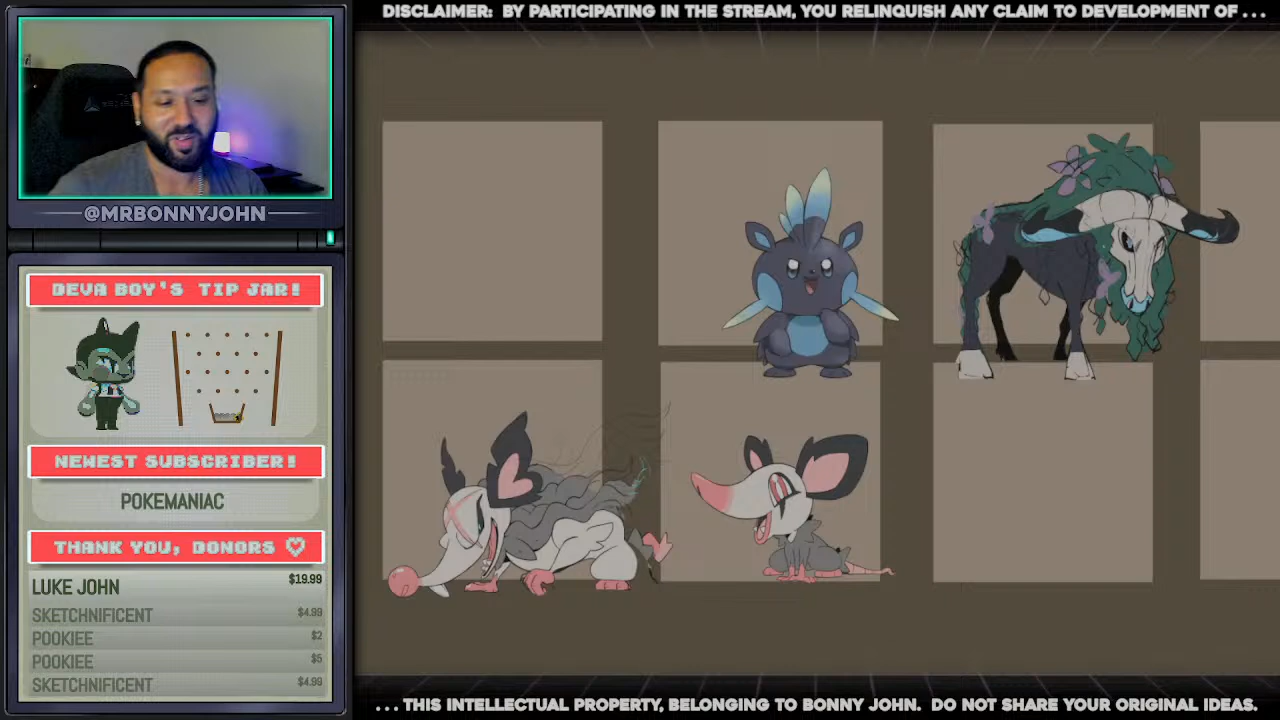 DISCLAIMER: BY PARTICIPATING IN THE STREAM, YOU RELINQUISH ANY CLAIM TO DEVELOPMENT OF . . .
@MRBONNYJOHN
DEVA BOY'S TIP JAR!
NEWEST SUBSCRIBER!
POKEMANIAC
THANK YOU, DONORS ♡
LUKE JOHN $19.99
SKETCHNIFICENT $4.99
POOKIEE $2
POOKIEE $5
SKETCHNIFICENT $4.99
. . . THIS INTELLECTUAL PROPERTY, BELONGING TO BONNY JOHN. DO NOT SHARE YOUR ORIGINAL IDEAS.